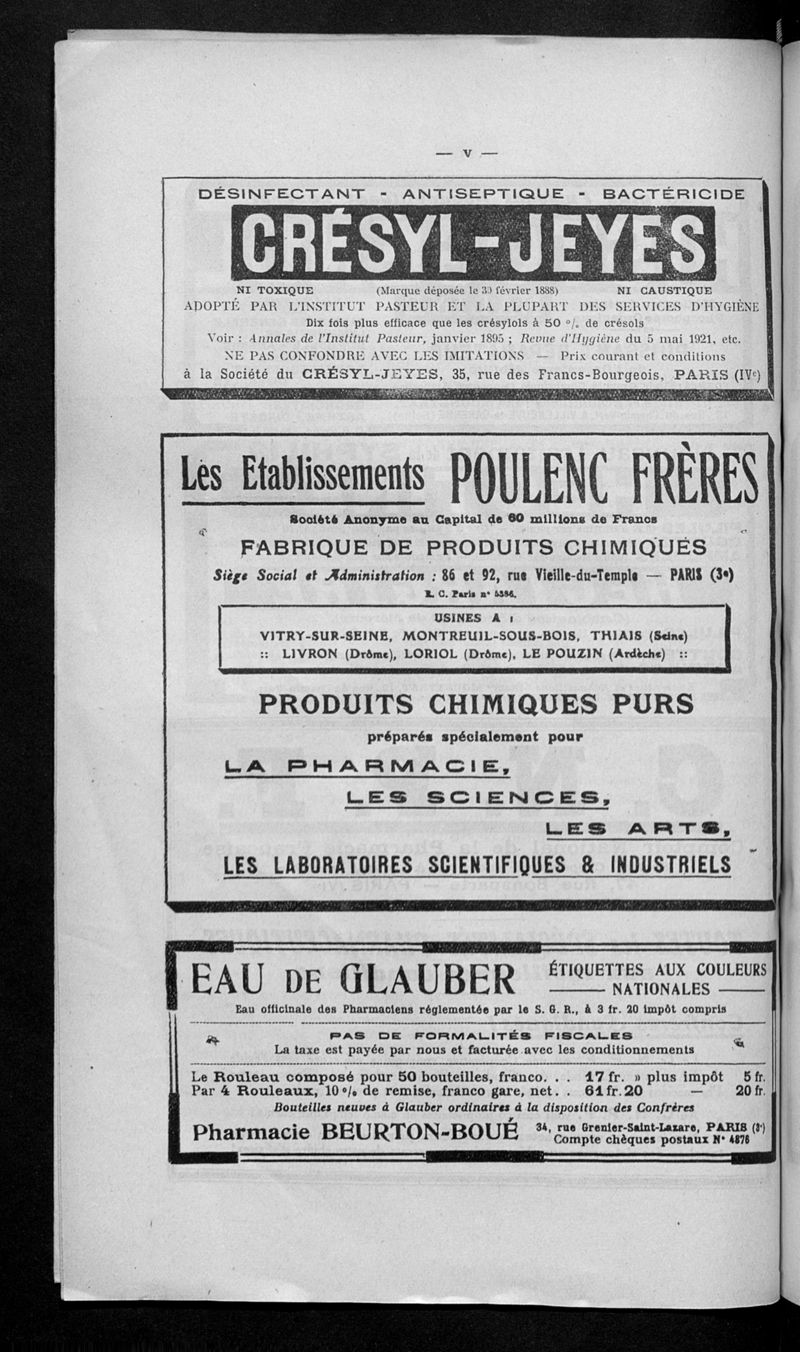 — V —
DÉSINFECTANT - ANTISEPTIQUE - BACTÉRICIDE
CRÉSYL-JEYES
NI TOXIQUE (Marque déposée le 30 février 1888) NI CAUSTIQUE
ADOPTÉ PAR L'INSTITUT PASTEUR ET LA PLUPART DES SERVICES D'HYGIÈNE
Dix fois plus efficace que les crésylols à 50 % de crésols
Voir : Annales de l'Institut Pasteur, janvier 1895 ; Revue d'Hygiène du 5 mai 1921, etc.
NE PAS CONFONDRE AVEC LES IMITATIONS — Prix courant et conditions
à la Société du CRÉSYL-JEYES, 35, rue des Francs-Bourgeois, PARIS (IVe)
Les Etablissements POULENC FRÈRES
Société Anonyme au Capital de 60 millions de Francs
FABRIQUE DE PRODUITS CHIMIQUES
Siège Social et Administration : 86 et 92, rue Vieille-du-Temple — PARIS (3e)
R. C. Paris n° 5386.
USINES A :
VITRY-SUR-SEINE, MONTREUIL-SOUS-BOIS, THIAIS (Seine)
:: LIVRON (Drôme), LORIOL (Drôme), LE POUZIN (Ardèche) ::
PRODUITS CHIMIQUES PURS
préparés spécialement pour
LA PHARMACIE,
LES SCIENCES,
LES ARTS,
LES LABORATOIRES SCIENTIFIQUES & INDUSTRIELS
EAU DE GLAUBER ÉTIQUETTES AUX COULEURS
— NATIONALES —
Eau officinale des Pharmaciens réglementée par le S. G. R., à 3 fr. 20 impôt compris
PAS DE FORMALITÉS FISCALES
La taxe est payée par nous et facturée avec les conditionnements
Le Rouleau composé pour 50 bouteilles, franco. . . 17 fr. » plus impôt 5 fr.
Par 4 Rouleaux, 10 % de remise, franco gare, net. . 61 fr. 20 — 20 fr.
Bouteilles neuves à Glauber ordinaires à la disposition des Confrères
Pharmacie BEURTON-BOUÉ 34, rue Grenier-Saint-Lazare, PARIS (3e)
Compte chèques postaux N° 4876